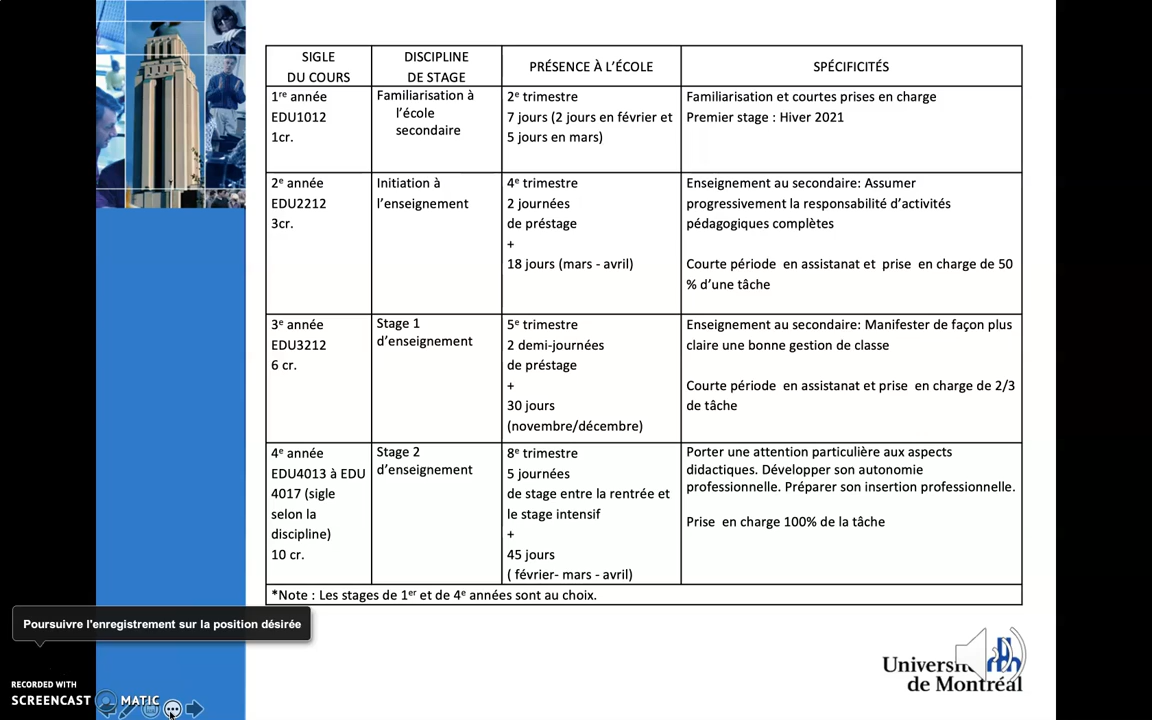 SIGLE
DU COURS
DISCIPLINE
DE STAGE
PRÉSENCE À L'ÉCOLE
SPÉCIFICITÉS
1re année
EDU1012
1cr.
Familiarisation à
l'école
secondaire
2e trimestre
7 jours (2 jours en février et
5 jours en mars)
Familiarisation et courtes prises en charge
Premier stage : Hiver 2021
2e année
EDU2212
3cr.
Initiation à
l'enseignement
4e trimestre
2 journées
de préstage
+
18 jours (mars - avril)
Enseignement au secondaire: Assumer
progressivement la responsabilité d'activités
pédagogiques complètes
Courte période en assistanat et prise en charge de 50
% d'une tâche
3e année
EDU3212
6 cr.
Stage 1
d'enseignement
5e trimestre
2 demi-journées
de préstage
+
30 jours
(novembre/décembre)
Enseignement au secondaire: Manifester de façon plus
claire une bonne gestion de classe
Courte période en assistanat et prise en charge de 2/3
de tâche
4e année
EDU4013 à EDU
4017 (sigle
selon la
discipline)
10 cr.
Stage 2
d'enseignement
8e trimestre
5 journées
de stage entre la rentrée et
le stage intensif
+
45 jours
( février- mars - avril)
Porter une attention particulière aux aspects
didactiques. Développer son autonomie
professionnelle. Préparer son insertion professionnelle.
Prise en charge 100% de la tâche
*Note : Les stages de 1er et de 4e années sont au choix.
Poursuivre l'enregistrement sur la position désirée
RECORDED WITH
SCREENCAST MATIC
Université
de Montréal